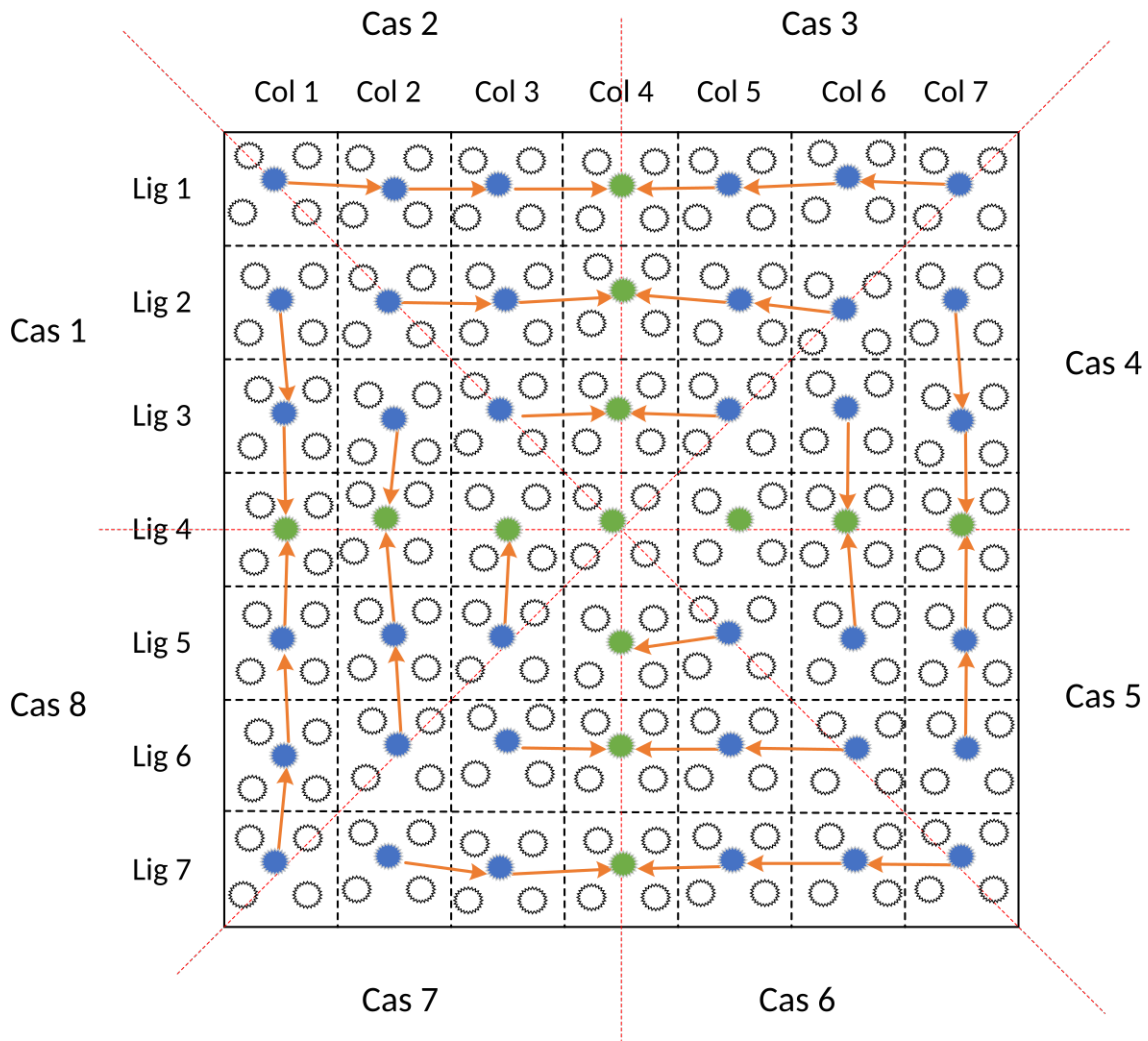 Cas 2 Cas 3
Col 1 Col 2 Col 3 Col 4 Col 5 Col 6 Col 7
Lig 1
Lig 2
Cas 1
Cas 4
Lig 3
Lig 4
Lig 5
Cas 8
Cas 5
Lig 6
Lig 7
Cas 7 Cas 6